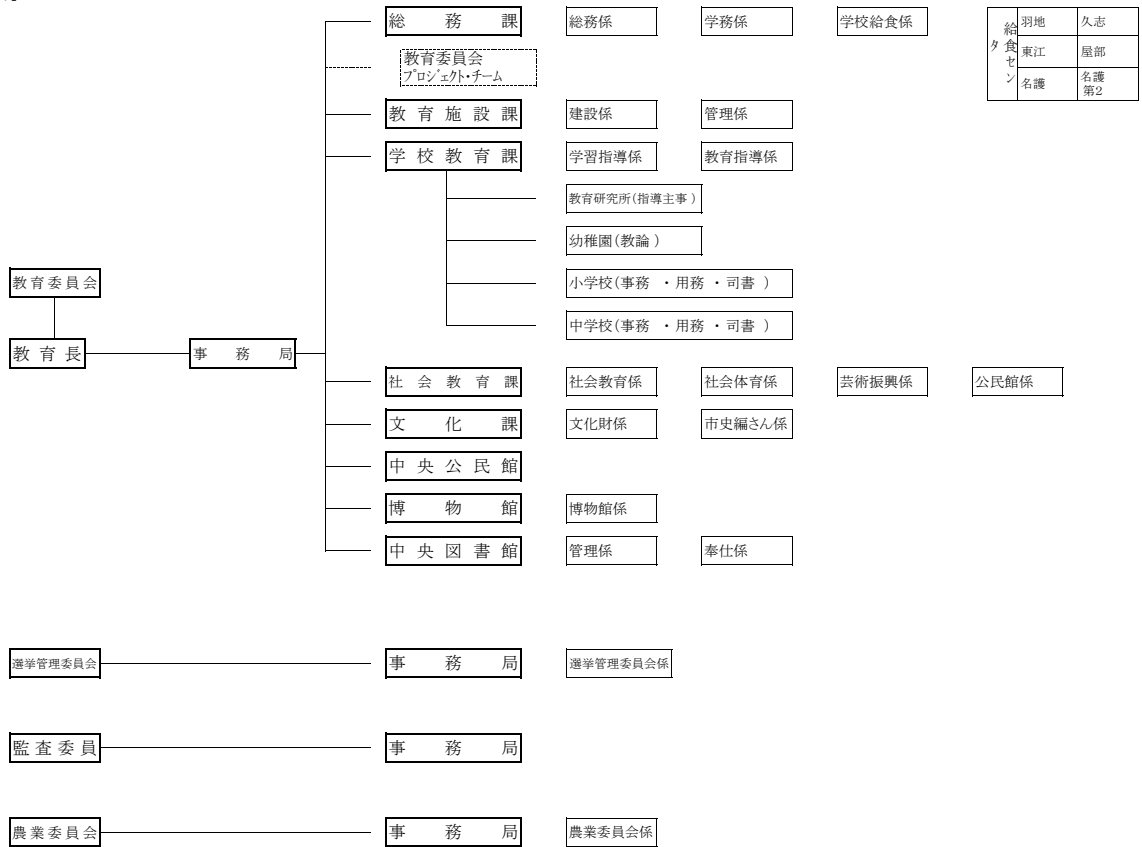 総務課 総務係 学務係 学校給食係
給食センタ
羽地 久志
東江 屋部
名護 名護第2
教育委員会
プロジェクト・チーム
教育施設課 建設係 管理係
学校教育課 学習指導係 教育指導係
教育研究所(指導主事)
幼稚園(教論)
小学校(事務 ・用務 ・司書 )
中学校(事務 ・用務 ・司書 )
教育委員会
教育長 事務局
社会教育課 社会教育係 社会体育係 芸術振興係 公民館係
文化課 文化財係 市史編さん係
中央公民館
博物館 博物館係
中央図書館 管理係 奉仕係
選挙管理委員会 事務局 選挙管理委員会係
監査委員 事務局
農業委員会 事務局 農業委員会係